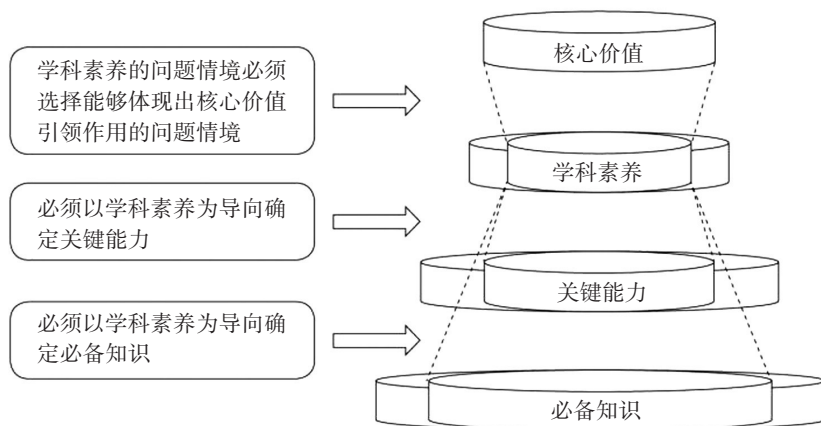 核心价值
学科素养的问题情境必须
选择能够体现出核心价值
引领作用的问题情境
学科素养
必须以学科素养为导向确
定关键能力
关键能力
必须以学科素养为导向确
定必备知识
必备知识